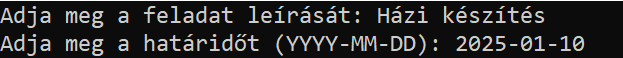 Adja meg a feladat leírását: Házi készítés
Adja meg a határidőt (YYYY-MM-DD): 2025-01-10